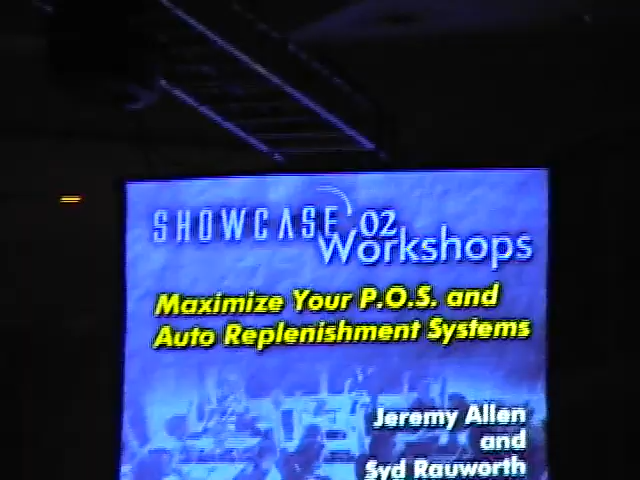 SHOWCASE 02
Workshops
Maximize Your P.O.S. and
Auto Replenishment Systems
Jeremy Allen
and
Syd Rauworth